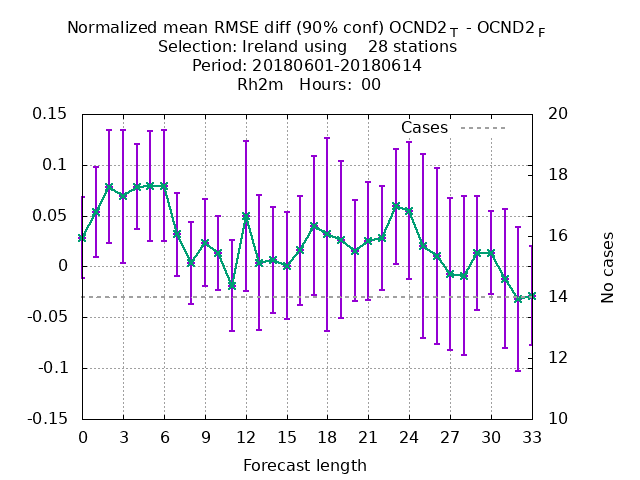 Normalized mean RMSE diff (90% conf) OCND2T - OCND2F
Selection: Ireland using 28 stations
Period: 20180601-20180614
Rh2m Hours: 00
Cases
0.15
0.1
0.05
0
-0.05
-0.1
-0.15
20
18
16
14
12
10
No cases
0 3 6 9 12 15 18 21 24 27 30 33
Forecast length